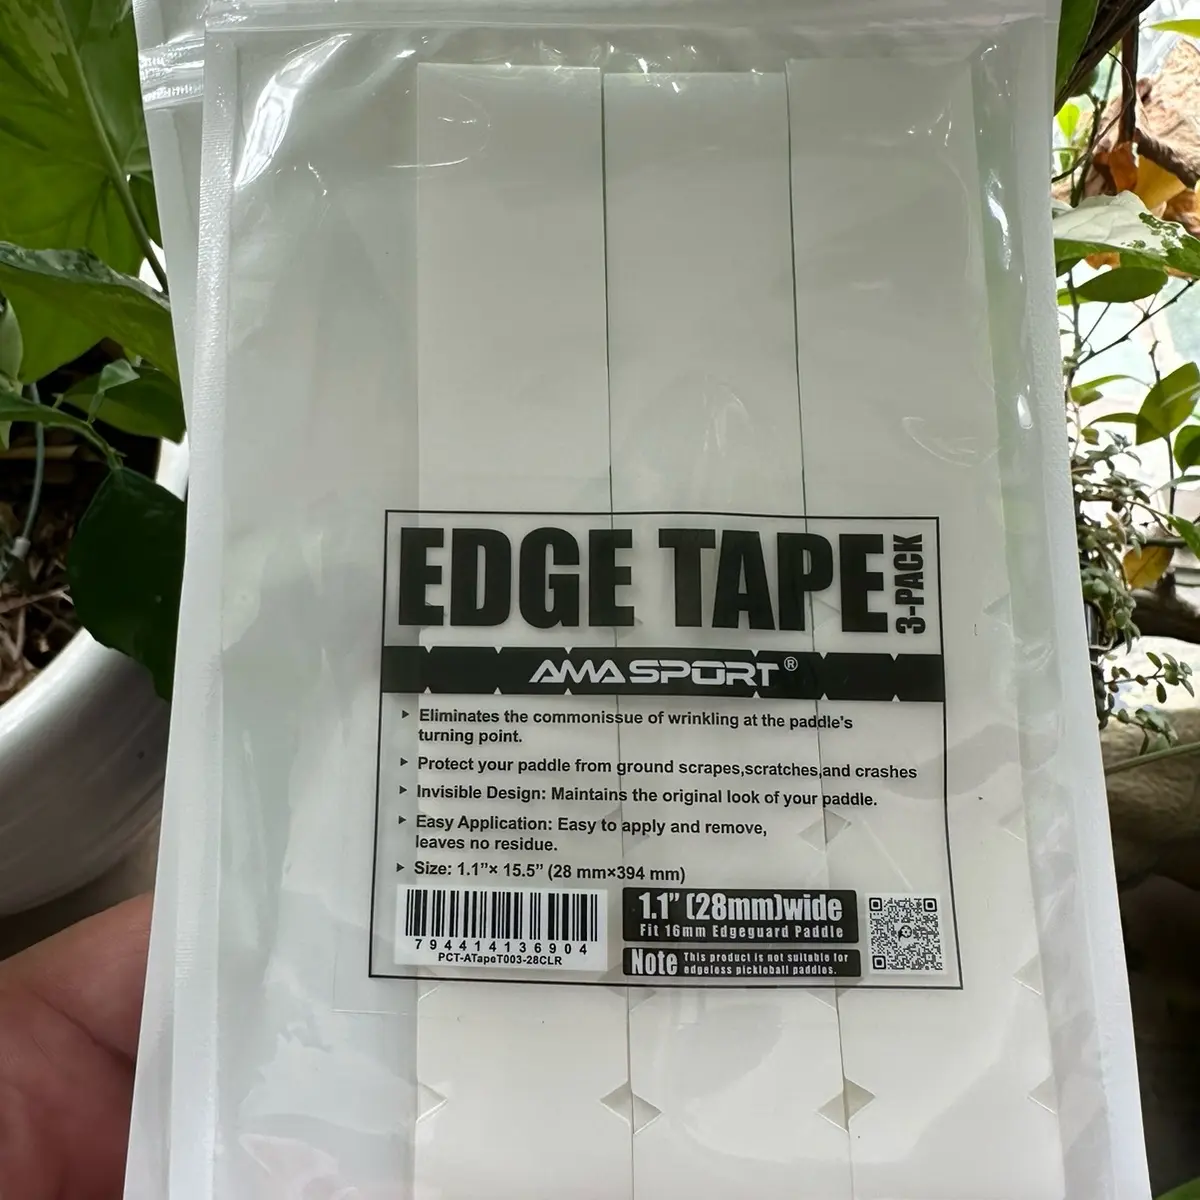 EDGE TAPE 3-PACK
AMASPORT®
Eliminates the commonissue of wrinkling at the paddle's
turning point.
Protect your paddle from ground scrapes,scratches,and crashes
Invisible Design: Maintains the original look of your paddle.
Easy Application: Easy to apply and remove,
leaves no residue.
Size: 1.1”× 15.5” (28 mm×394 mm)
794414136904
PCT-ATapeT003-28CLR
1.1” (28mm)wide
Fit 16mm Edgeguard Paddle
Note This product is not suitable for
edgeless pickleball paddles.